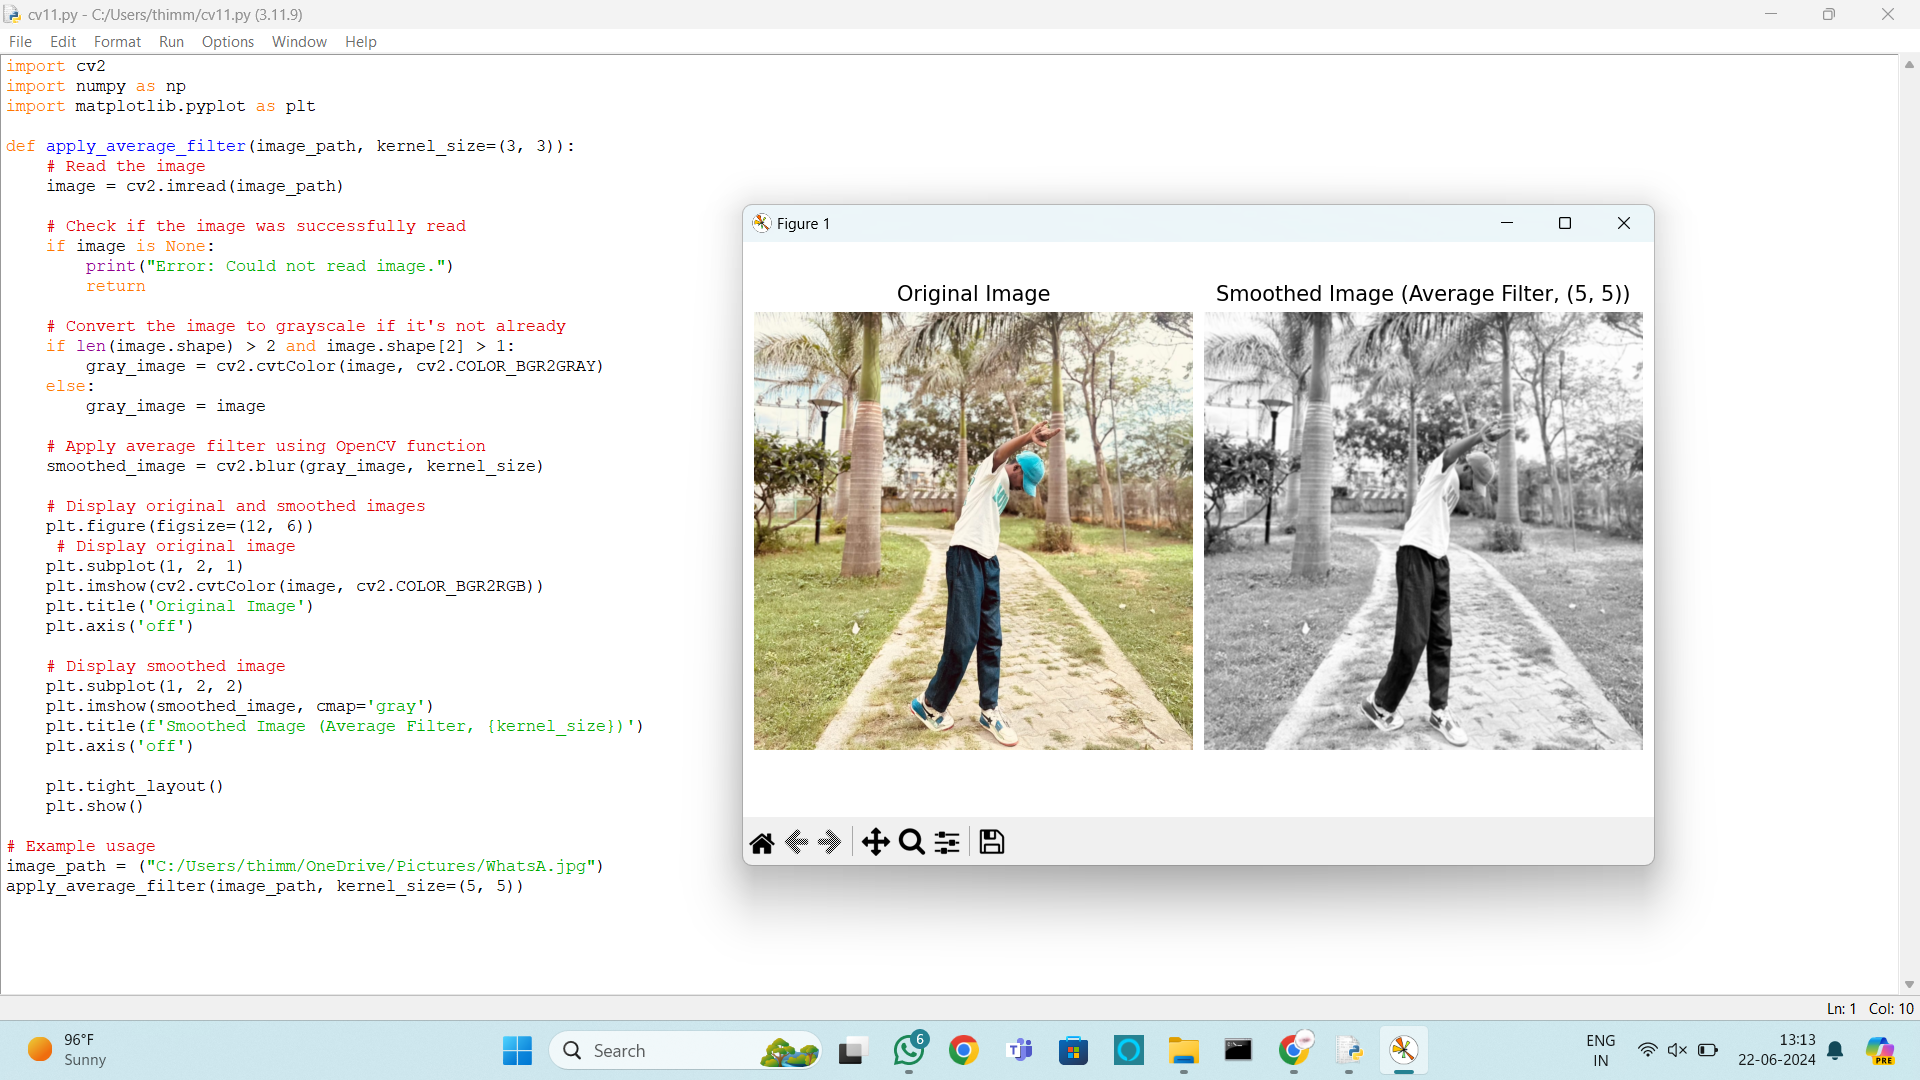 cv11.py - C:/Users/thimm/cv11.py (3.11.9)
File Edit Format Run Options Window Help
import cv2
import numpy as np
import matplotlib.pyplot as plt
def apply_average_filter(image_path, kernel_size=(3, 3)):
# Read the image
image = cv2.imread(image_path)
# Check if the image was successfully read
if image is None:
print("Error: Could not read image.")
return
# Convert the image to grayscale if it's not already
if len(image.shape) > 2 and image.shape[2] > 1:
gray_image = cv2.cvtColor(image, cv2.COLOR_BGR2GRAY)
else:
gray_image = image
# Apply average filter using OpenCV function
smoothed_image = cv2.blur(gray_image, kernel_size)
# Display original and smoothed images
plt.figure(figsize=(12, 6))
# Display original image
plt.subplot(1, 2, 1)
plt.imshow(cv2.cvtColor(image, cv2.COLOR_BGR2RGB))
plt.title('Original Image')
plt.axis('off')
# Display smoothed image
plt.subplot(1, 2, 2)
plt.imshow(smoothed_image, cmap='gray')
plt.title(f'Smoothed Image (Average Filter, {kernel_size})')
plt.axis('off')
plt.tight_layout()
plt.show()
# Example usage
image_path = ("C:/Users/thimm/OneDrive/Pictures/WhatsA.jpg")
apply_average_filter(image_path, kernel_size=(5, 5))
Figure 1
Original Image
Smoothed Image (Average Filter, (5, 5))
Ln: 1 Col: 10
96°F
Sunny
Search
6
ENG
IN
13:13
22-06-2024
PRE